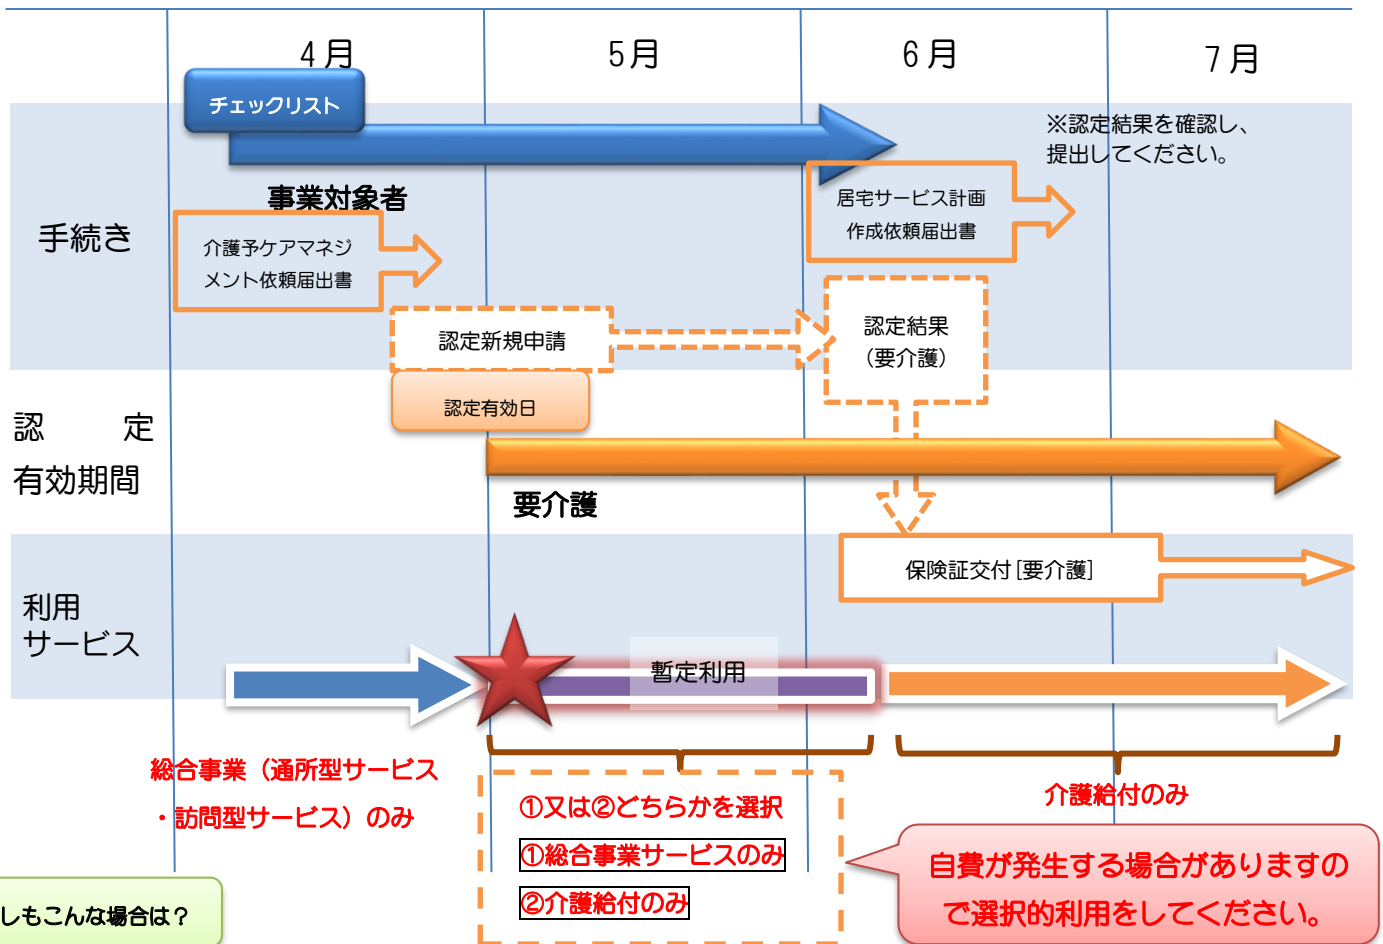 4月
5月
6月
7月
チェックリスト
※認定結果を確認し、
提出してください。
事業対象者
手続き
介護予ケアマネジ
メント依頼届出書
居宅サービス計画
作成依頼届出書
認定新規申請
認定結果
（要介護）
認定有効日
認　定
有効期間
要介護
保険証交付[要介護]
利用
サービス
暫定利用
総合事業（通所型サービス
・訪問型サービス）のみ
①又は②どちらかを選択
①総合事業サービスのみ
②介護給付のみ
介護給付のみ
自費が発生する場合がありますの
で選択的利用をしてください。
しもこんな場合は？